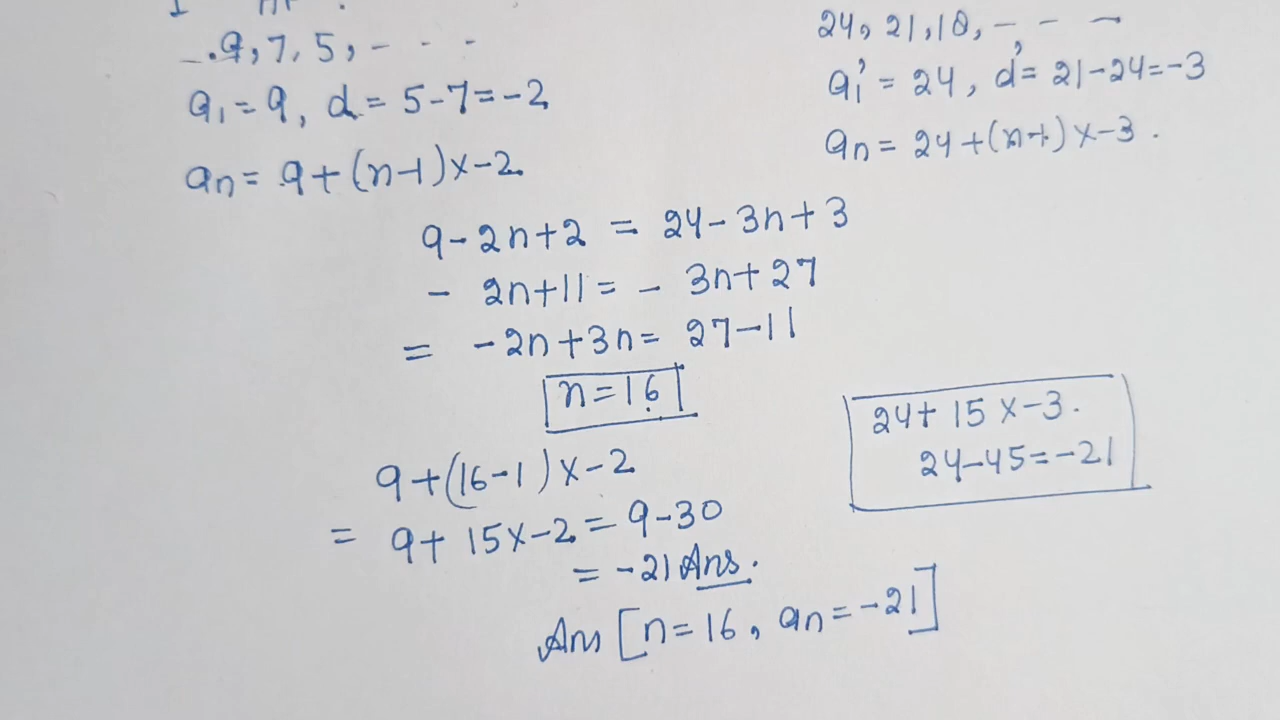 .9, 7, 5, - - -
a₁ = 9, d = 5-7 = -2
an = 9+(n-1)x-2
24, 21, 18, -, - -
a₁' = 24, d' = 21-24 = -3
an = 24+(n-1)x-3.
9-2n+2 = 24-3n+3
- 2n+11 = - 3n+27
= -2n+3n = 27-11
n=16
9+(16-1)x-2
= 9+ 15x-2 = 9-30
= -21 Ans.
24+ 15 x-3.
24-45=-21
Ans [n=16, an=-21]